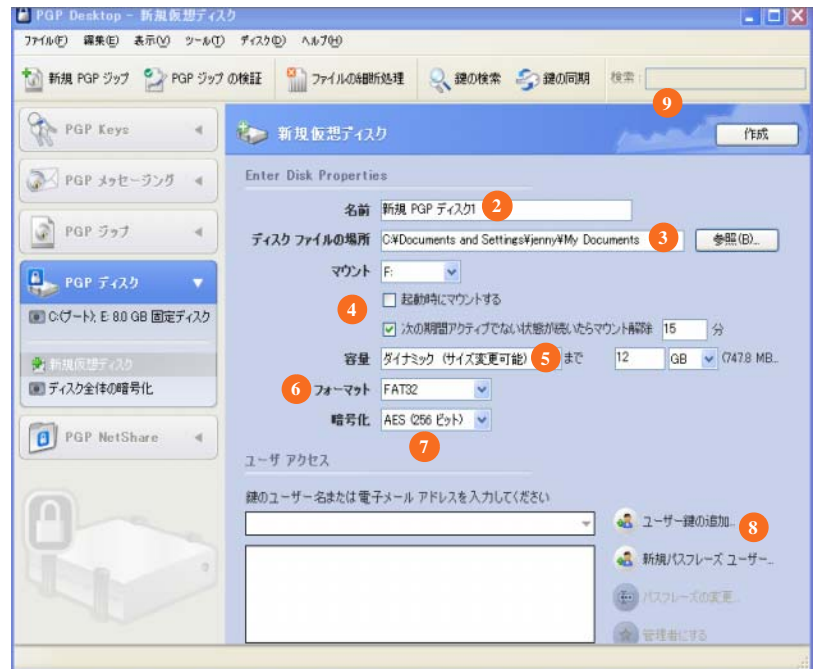 PGP Desktop - 新規仮想ディスク
ファイル(F) 編集(E) 表示(V) ツール(T) ディスク(D) ヘルプ(H)
新規 PGP ジップ PGP ジップ の検証 ファイルの細断処理 鍵の検索 鍵の同期 検索:
9
PGP Keys
新規仮想ディスク 作成
PGP メッセージング
PGP ジップ
PGP ディスク
C:(ブート), E: 8.0 GB 固定ディスク
新規仮想ディスク
ディスク全体の暗号化
PGP NetShare
Enter Disk Properties
名前 新規 PGP ディスク1 2
ディスク ファイルの場所 C:¥Documents and Settings¥jenny¥My Documents 3 参照(B)...
マウント F:
4 起動時にマウントする
次の期間アクティブでない状態が続いたらマウント解除 15 分
容量 ダイナミック (サイズ変更可能) 5 まで 12 GB (747.8 MB...
6 フォーマット FAT32
暗号化 AES (256 ビット)
7
ユーザ アクセス
鍵のユーザー名または電子メール アドレスを入力してください
ユーザー鍵の追加... 8
新規パスフレーズ ユーザー...
パスフレーズの変更...
管理者にする